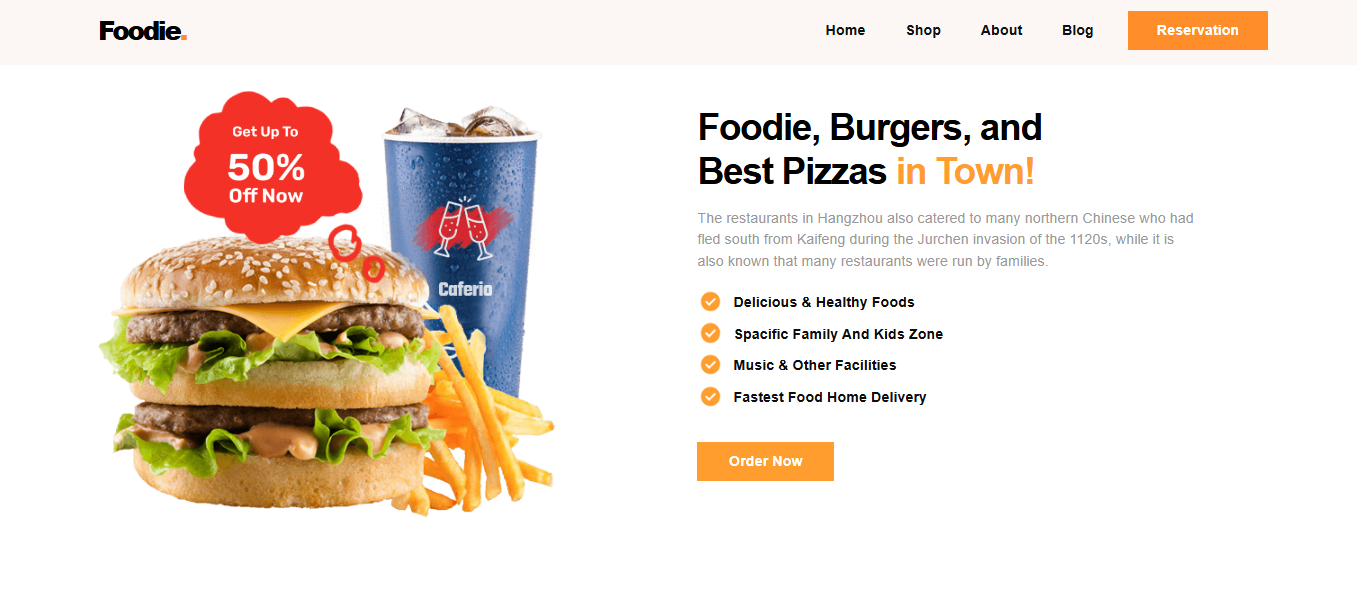 Foodie.
Home Shop About Blog Reservation
Get Up To
50%
Off Now
Caferio
Foodie, Burgers, and
Best Pizzas in Town!
The restaurants in Hangzhou also catered to many northern Chinese who had
fled south from Kaifeng during the Jurchen invasion of the 1120s, while it is
also known that many restaurants were run by families.
Delicious & Healthy Foods
Spacific Family And Kids Zone
Music & Other Facilities
Fastest Food Home Delivery
Order Now